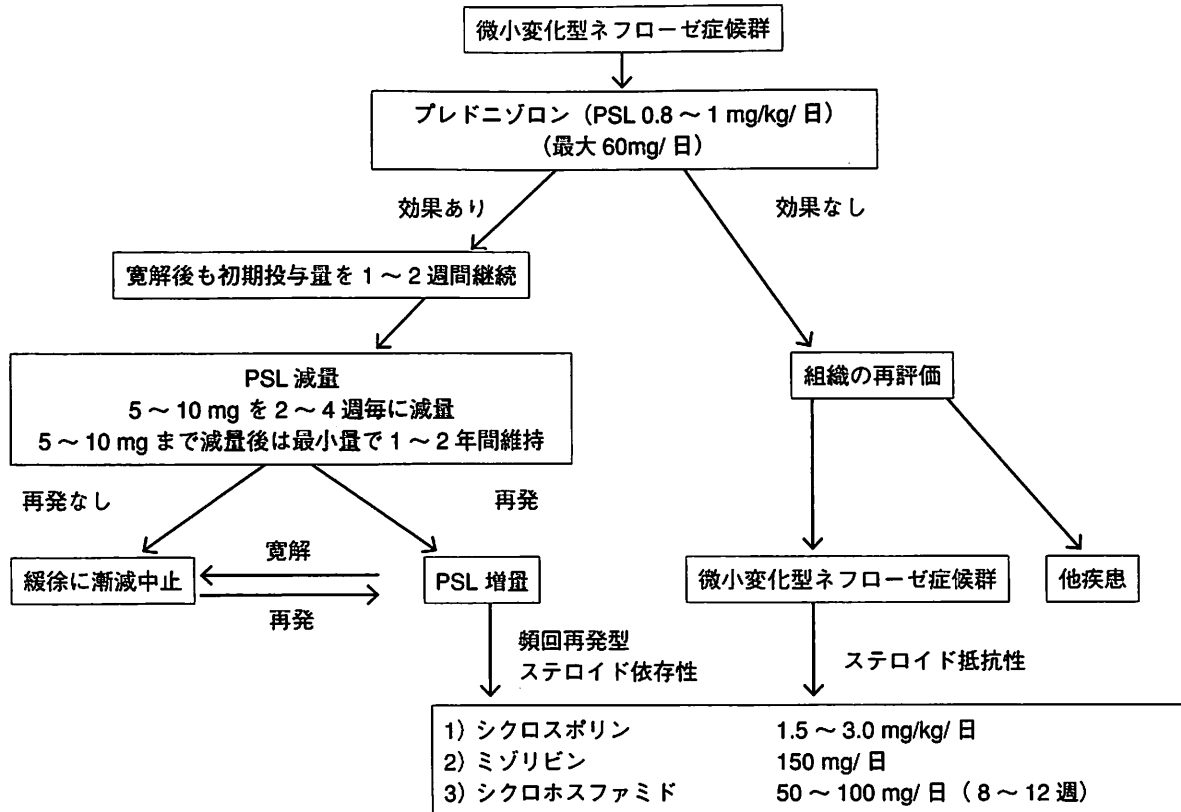 微小変化型ネフローゼ症候群
プレドニゾロン（PSL 0.8 ～ 1 mg/kg/ 日）
（最大 60mg/ 日）
効果あり
効果なし
寛解後も初期投与量を 1 ～ 2 週間継続
PSL 減量
5 ～ 10 mg を 2 ～ 4 週毎に減量
5 ～ 10 mg まで減量後は最小量で 1 ～ 2 年間維持
組織の再評価
再発なし
再発
緩徐に漸減中止
寛解
再発
PSL 増量
微小変化型ネフローゼ症候群
他疾患
頻回再発型
ステロイド依存性
ステロイド抵抗性
1）シクロスポリン 1.5 ～ 3.0 mg/kg/ 日
2）ミゾリビン 150 mg/ 日
3）シクロホスファミド 50 ～ 100 mg/ 日（ 8 ～ 12 週）